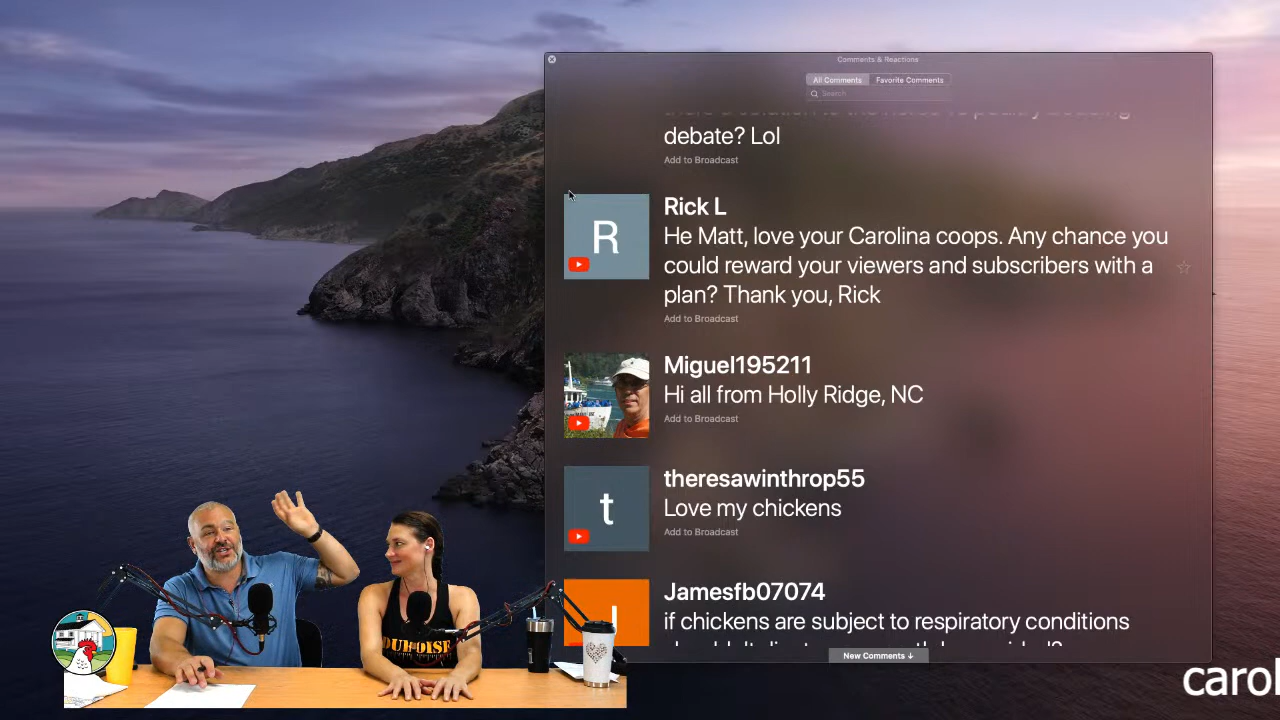 Comments & Reactions
All Comments Favorite Comments
Search
debate? Lol
Add to Broadcast
R
Rick L
He Matt, love your Carolina coops. Any chance you
could reward your viewers and subscribers with a
plan? Thank you, Rick
Add to Broadcast
Miguel195211
Hi all from Holly Ridge, NC
Add to Broadcast
t
theresawinthrop55
Love my chickens
Add to Broadcast
Jamesfb07074
if chickens are subject to respiratory conditions
New Comments ↓
carol